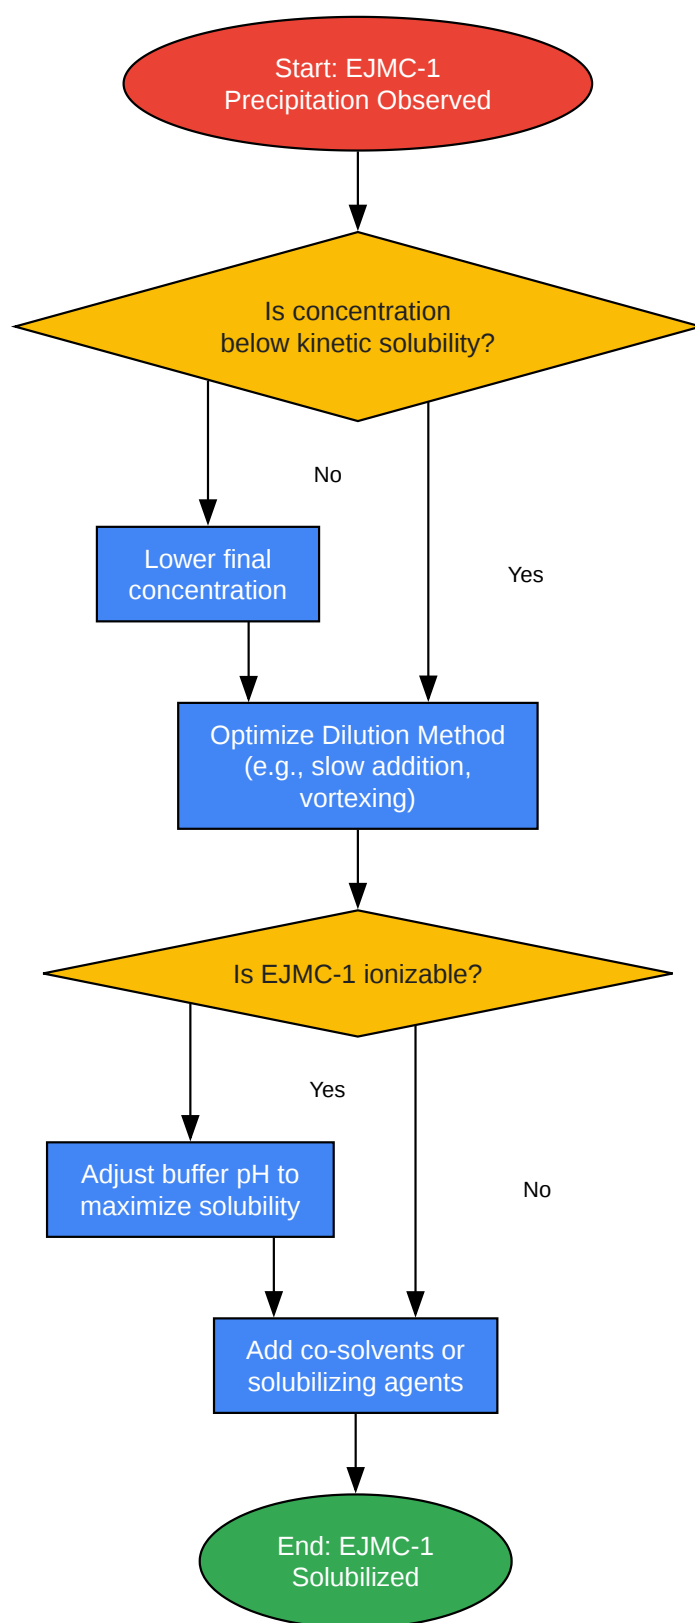 Start: EJMC-1
Precipitation Observed
Is concentration
below kinetic solubility?
No
Lower final
concentration
Yes
Optimize Dilution Method
(e.g., slow addition,
vortexing)
Is EJMC-1 ionizable?
Yes
Adjust buffer pH to
maximize solubility
No
Add co-solvents or
solubilizing agents
End: EJMC-1
Solubilized